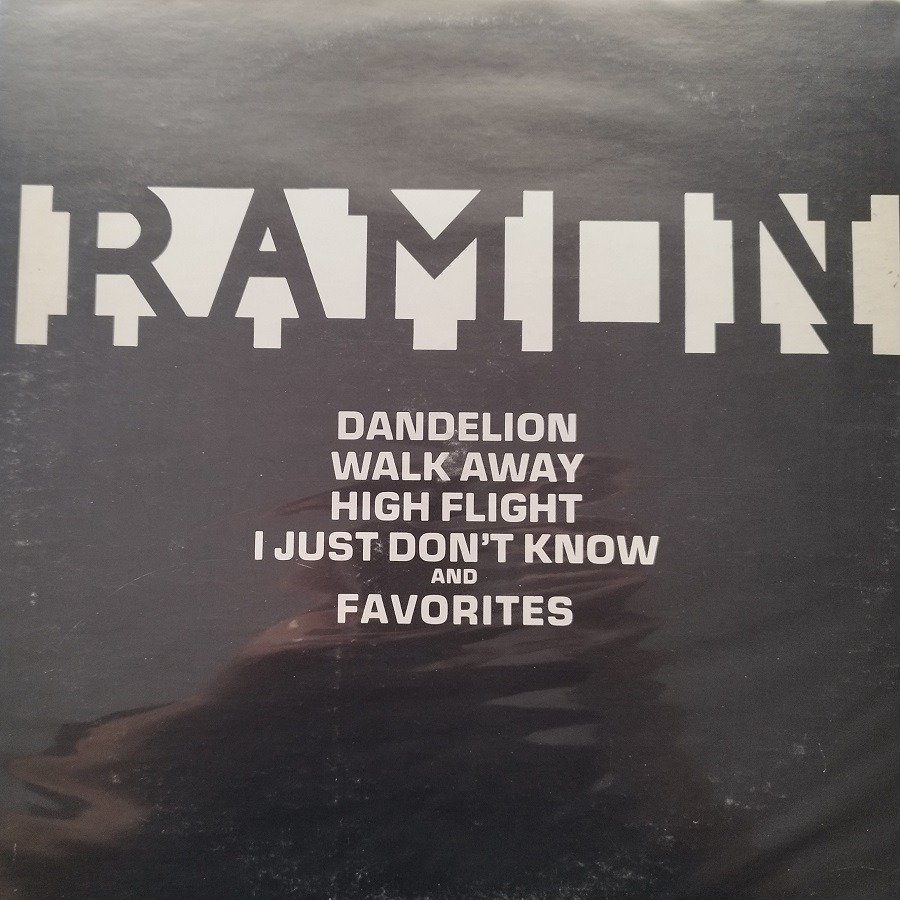 RAMON
DANDELION
WALK AWAY
HIGH FLIGHT
I JUST DON'T KNOW
AND
FAVORITES